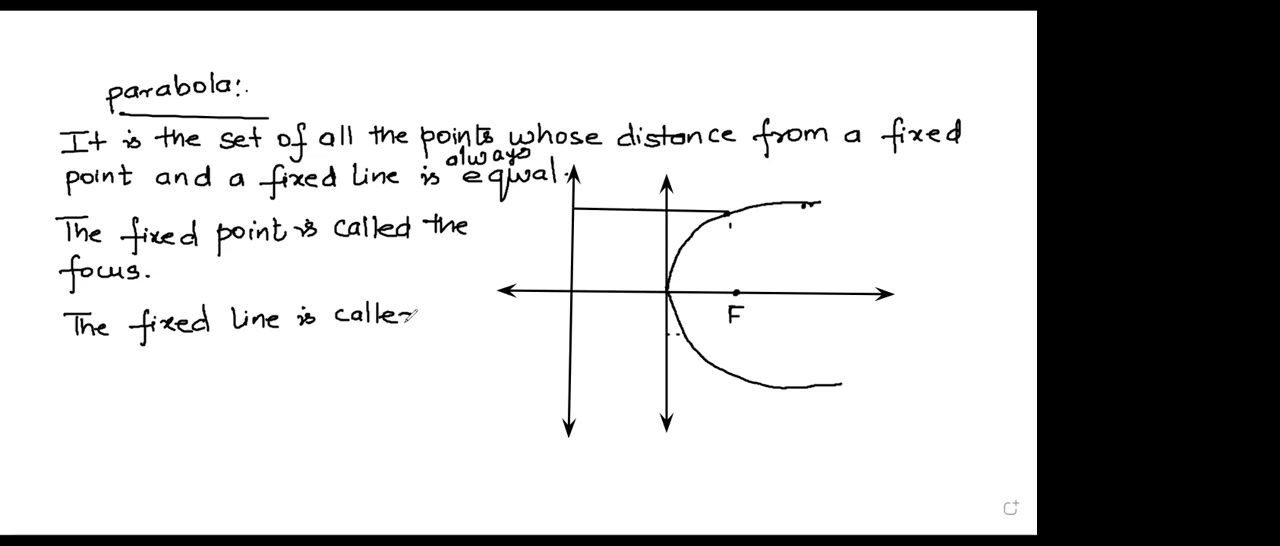 parabola:.
It is the set of all the points whose distance from a fixed
always
point and a fixed line is equal.
The fixed point is called the
focus.
The fixed line is calle
F